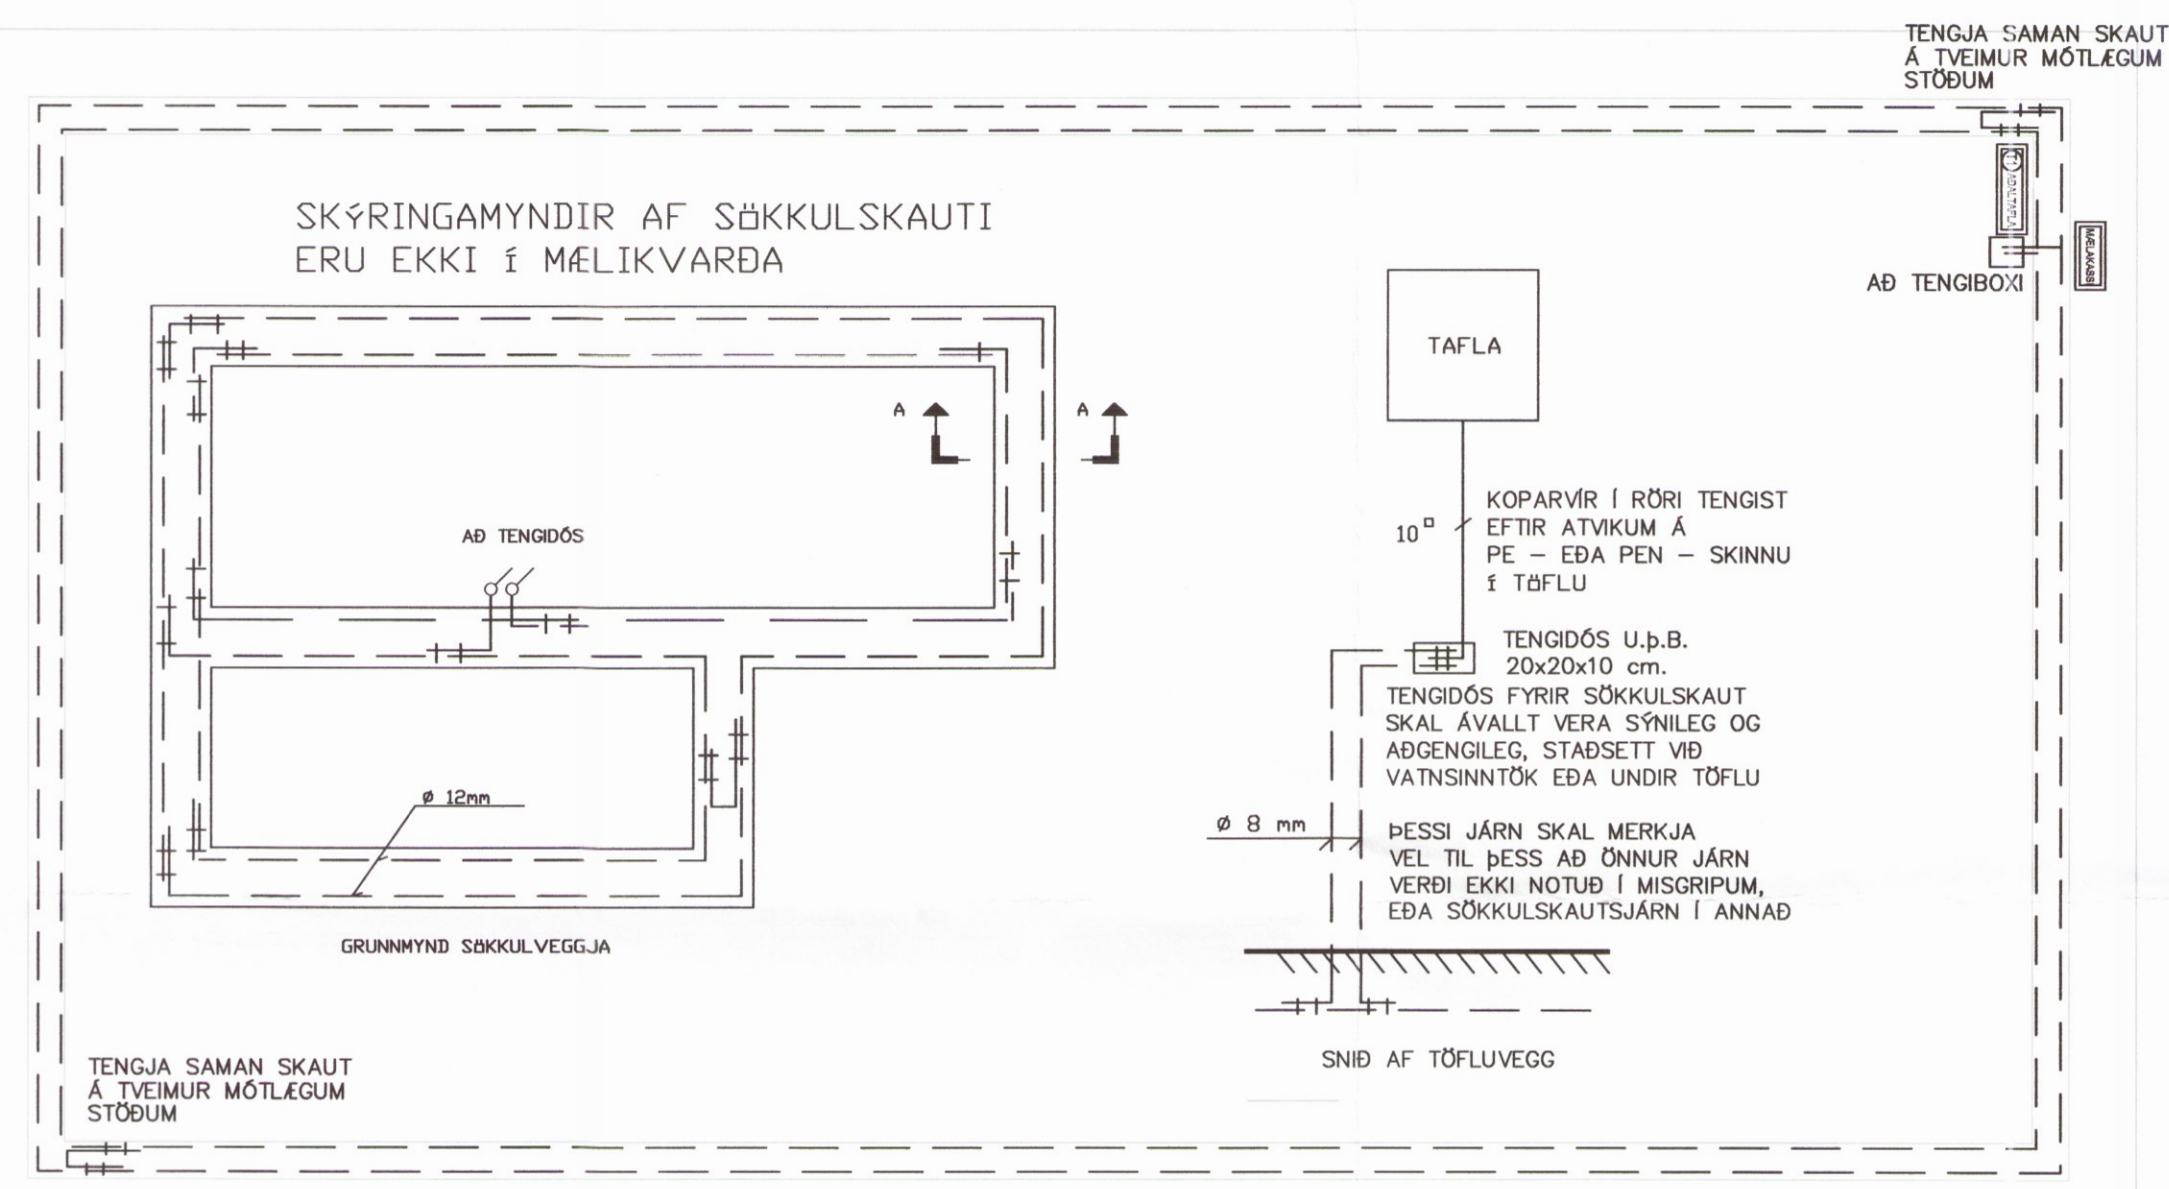 TENGJA SAMAN SKAUT
Á TVEIMUR MÓTLÆGUM
STÖÐUM
AÐALTAFLA
MÆLAKASSI
AÐ TENGIBOXI
SKÝRINGAMYNDIR AF SÖKKULSKAUTI
ERU EKKI Í MÆLIKVARÐA
A
A
AÐ TENGIDÓS
Ø 12mm
GRUNNMYND SÖKKULVEGGJA
TAFLA
10□
KOPARVÍR Í RÖRI TENGIST
EFTIR ATVIKUM Á
PE – EÐA PEN – SKINNU
Í TÖFLU
TENGIDÓS U.þ.B.
20x20x10 cm.
TENGIDÓS FYRIR SÖKKULSKAUT
SKAL ÁVALLT VERA SÝNILEG OG
AÐGENGILEG, STAÐSETT VIÐ
VATNSINNTÖK EÐA UNDIR TÖFLU
Ø 8 mm
ÞESSI JÁRN SKAL MERKJA
VEL TIL ÞESS AÐ ÖNNUR JÁRN
VERÐI EKKI NOTUÐ Í MISGRIPUM,
EÐA SÖKKULSKAUTSJÁRN Í ANNAÐ
SNIÐ AF TÖFLUVEGG
TENGJA SAMAN SKAUT
Á TVEIMUR MÓTLÆGUM
STÖÐUM